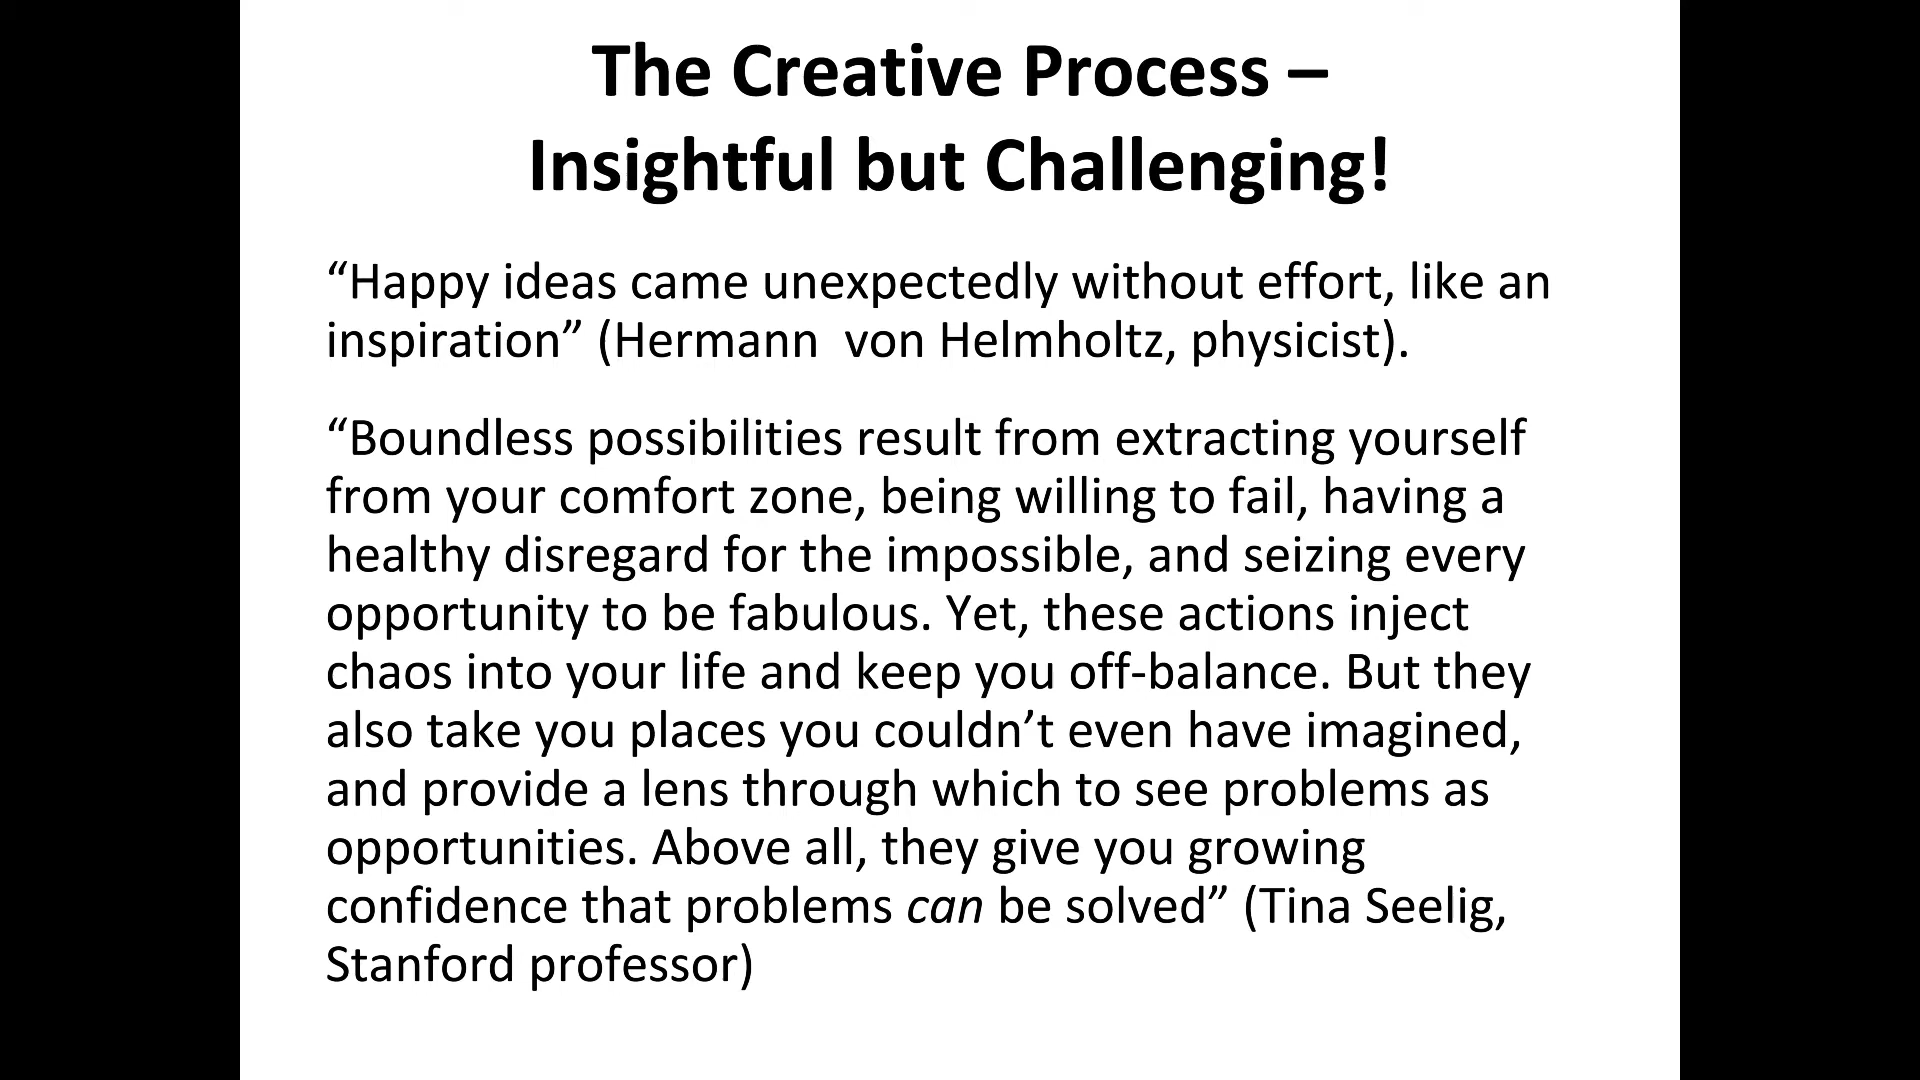 The Creative Process –
Insightful but Challenging!
“Happy ideas came unexpectedly without effort, like an
inspiration” (Hermann  von Helmholtz, physicist).
“Boundless possibilities result from extracting yourself
from your comfort zone, being willing to fail, having a
healthy disregard for the impossible, and seizing every
opportunity to be fabulous. Yet, these actions inject
chaos into your life and keep you off-balance. But they
also take you places you couldn’t even have imagined,
and provide a lens through which to see problems as
opportunities. Above all, they give you growing
confidence that problems can be solved” (Tina Seelig,
Stanford professor)